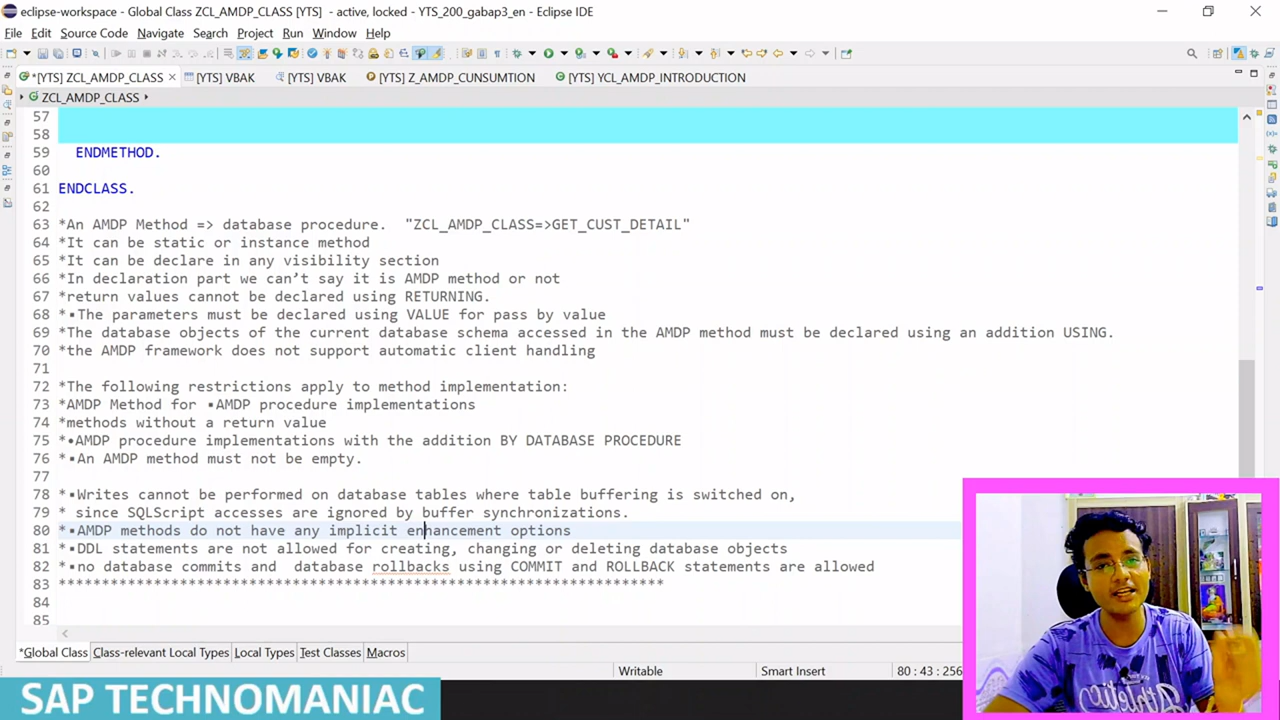 eclipse-workspace - Global Class ZCL_AMDP_CLASS [YTS] - active, locked - YTS_200_gabap3_en - Eclipse IDE
File Edit Source Code Navigate Search Project Run Window Help
*[YTS] ZCL_AMDP_CLASS [YTS] VBAK [YTS] VBAK [YTS] Z_AMDP_CUNSUMTION [YTS] YCL_AMDP_INTRODUCTION
ZCL_AMDP_CLASS
57
58
59 ENDMETHOD.
60
61 ENDCLASS.
62
63 *An AMDP Method => database procedure. "ZCL_AMDP_CLASS=>GET_CUST_DETAIL"
64 *It can be static or instance method
65 *It can be declare in any visibility section
66 *In declaration part we can’t say it is AMDP method or not
67 *return values cannot be declared using RETURNING.
68 *▪The parameters must be declared using VALUE for pass by value
69 *The database objects of the current database schema accessed in the AMDP method must be declared using an addition USING.
70 *the AMDP framework does not support automatic client handling
71
72 *The following restrictions apply to method implementation:
73 *AMDP Method for ▪AMDP procedure implementations
74 *methods without a return value
75 *•AMDP procedure implementations with the addition BY DATABASE PROCEDURE
76 *▪An AMDP method must not be empty.
77
78 *▪Writes cannot be performed on database tables where table buffering is switched on,
79 * since SQLScript accesses are ignored by buffer synchronizations.
80 *▪AMDP methods do not have any implicit enhancement options
81 *▪DDL statements are not allowed for creating, changing or deleting database objects
82 *▪no database commits and database rollbacks using COMMIT and ROLLBACK statements are allowed
83 **********************************************************************
84
85
*Global Class Class-relevant Local Types Local Types Test Classes Macros
Writable Smart Insert 80 : 43 : 256
SAP TECHNOMANIAC